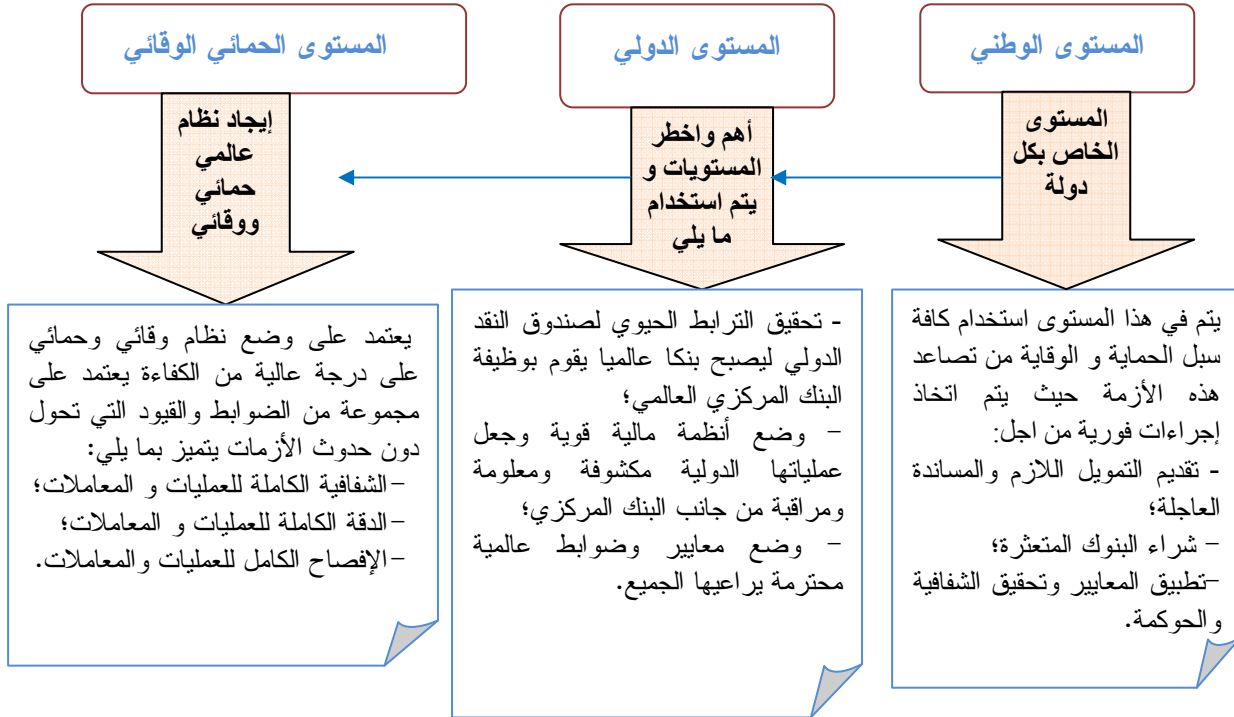 المستوى الوطني
المستوى
الخاص بكل
دولة
يتم في هذا المستوى استخدام كافة
سبل الحماية و الوقاية من تصاعد
هذه الأزمة حيث يتم اتخاذ
إجراءات فورية من اجل:
- تقديم التمويل اللازم والمساندة
العاجلة؛
- شراء البنوك المتعثرة؛
-تطبيق المعايير وتحقيق الشفافية
والحوكمة.
المستوى الدولي
أهم واخطر
المستويات و
يتم استخدام
ما يلي
- تحقيق الترابط الحيوي لصندوق النقد
الدولي ليصبح بنكا عالميا يقوم بوظيفة
البنك المركزي العالمي؛
- وضع أنظمة مالية قوية وجعل
عملياتها الدولية مكشوفة ومعلومة
ومراقبة من جانب البنك المركزي؛
- وضع معايير وضوابط عالمية
محترمة يراعيها الجميع.
المستوى الحمائي الوقائي
إيجاد نظام
عالمي
حمائي
ووقائي
يعتمد على وضع نظام وقائي وحمائي
على درجة عالية من الكفاءة يعتمد على
مجموعة من الضوابط والقيود التي تحول
دون حدوث الأزمات يتميز بما يلي:
-الشفافية الكاملة للعمليات و المعاملات؛
-الدقة الكاملة للعمليات و المعاملات؛
-الإفصاح الكامل للعمليات والمعاملات.